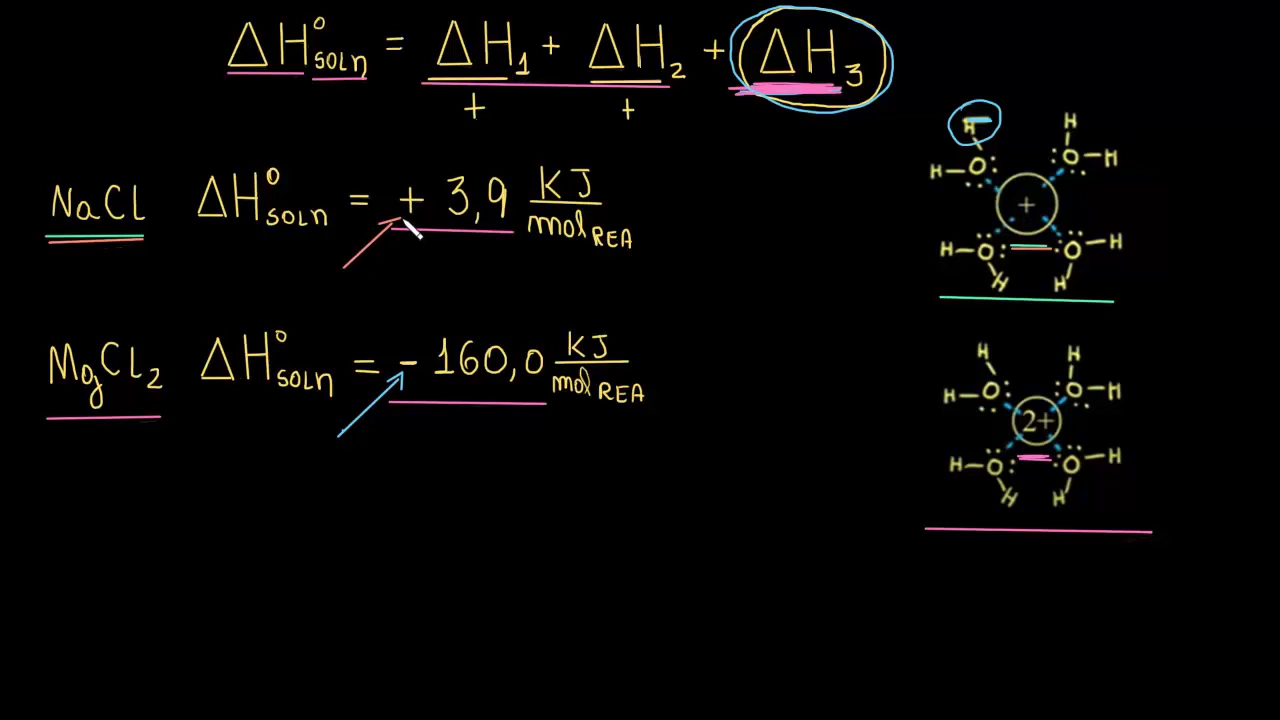 ΔH°soln = ΔH1 + ΔH2 + ΔH3
+ +
NaCl ΔH°soln = + 3,9 KJ/molREA
MgCl2 ΔH°soln = - 160,0 KJ/molREA
H H
H O : : O H
+
H O : : O H
H H
H H
H O : : O H
2+
H O : : O H
H H